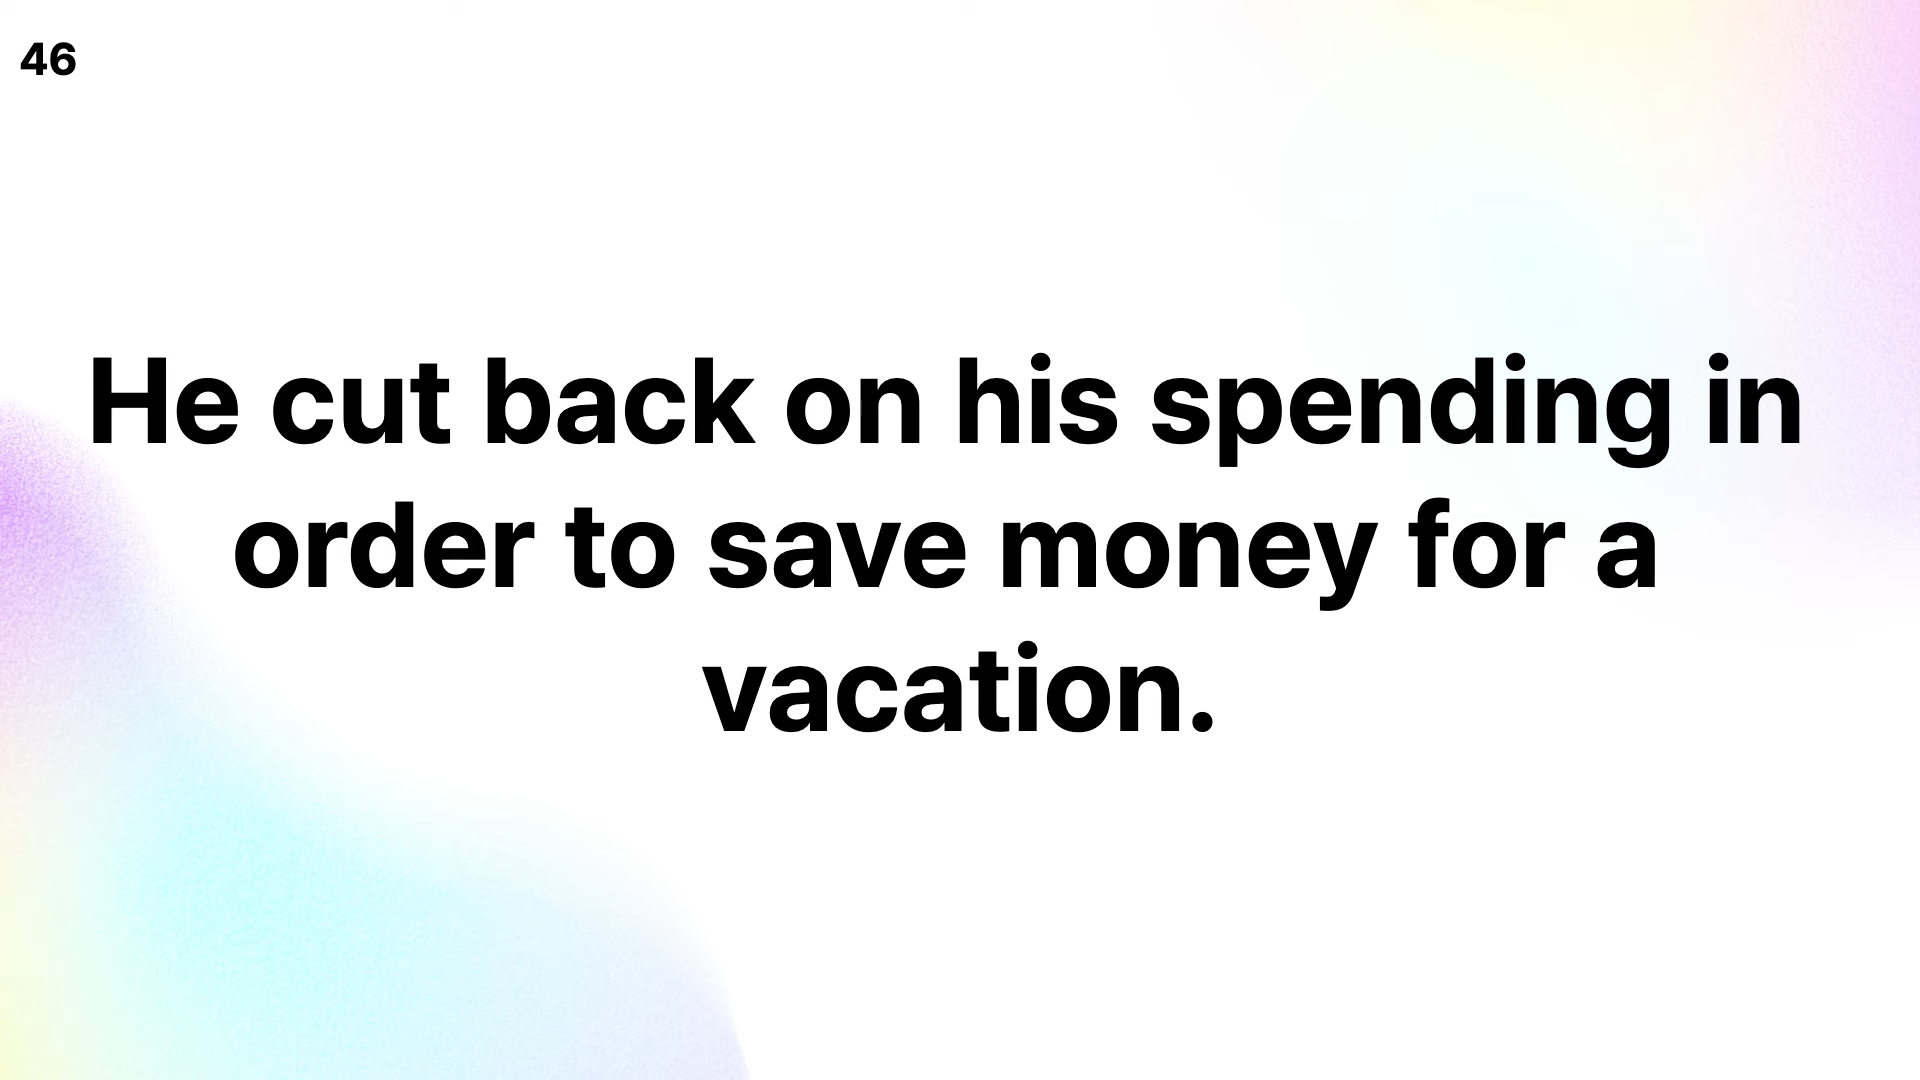 46
He cut back on his spending in
order to save money for a
vacation.